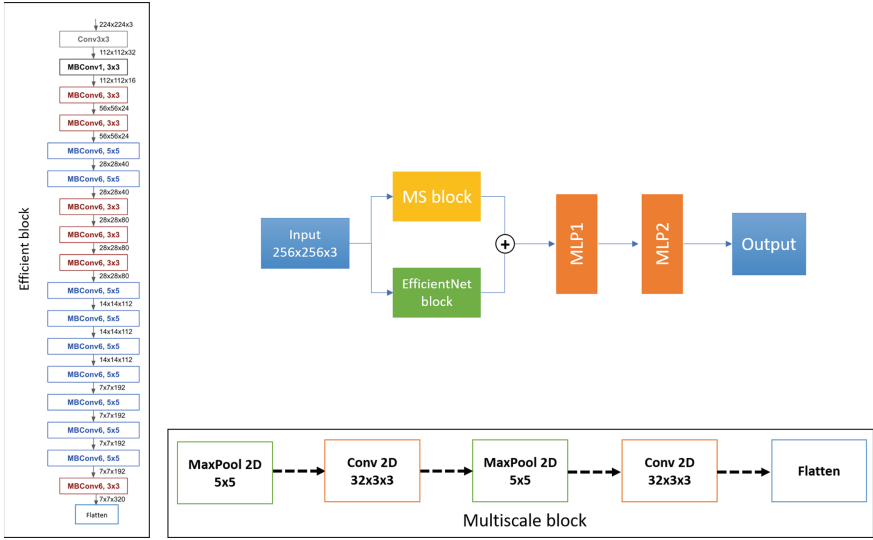 224x224x3
Conv3x3
112x112x32
MBConv1, 3x3
112x112x16
MBConv6, 3x3
56x56x24
MBConv6, 3x3
56x56x24
MBConv6, 5x5
28x28x40
MBConv6, 5x5
28x28x40
MBConv6, 3x3
28x28x80
MBConv6, 3x3
28x28x80
MBConv6, 3x3
28x28x80
MBConv6, 5x5
14x14x112
MBConv6, 5x5
14x14x112
MBConv6, 5x5
14x14x112
MBConv6, 5x5
7x7x192
MBConv6, 5x5
7x7x192
MBConv6, 5x5
7x7x192
MBConv6, 5x5
7x7x192
MBConv6, 3x3
7x7x320
Flatten
Efficient block
Input
256x256x3
MS block
EfficientNet
block
+
MLP1
MLP2
Output
MaxPool 2D
5x5
Conv 2D
32x3x3
MaxPool 2D
5x5
Conv 2D
32x3x3
Flatten
Multiscale block